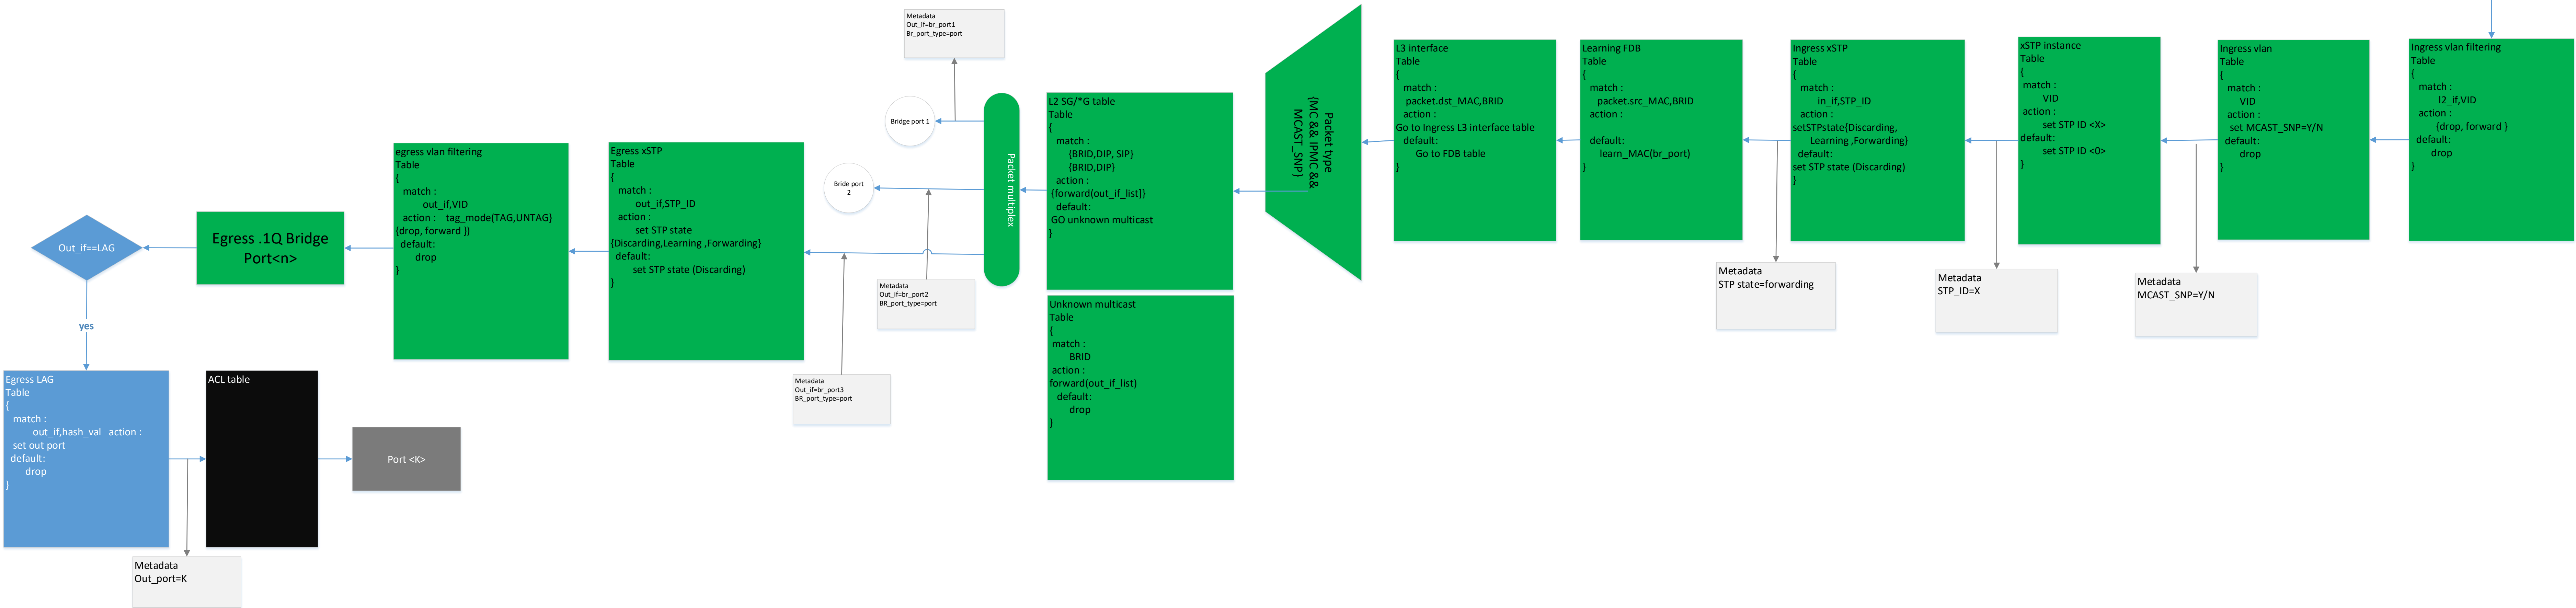 Metadata
Out_if=br_port1
Br_port_type=port
Bridge port 1
Bride port
2
Metadata
Out_if=br_port2
BR_port_type=port
Metadata
Out_if=br_port3
BR_port_type=port
Packet multiplex
L2 SG/*G table
Table
{
match :
{BRID,DIP, SIP}
{BRID,DIP}
action :
{forward(out_if_list]}
default:
GO unknown multicast
}
Unknown multicast
Table
{
match :
BRID
action :
forward(out_if_list)
default:
drop
}
Packet type
{MC && IPMC &&
MCAST_SNP}
L3 interface
Table
{
match :
packet.dst_MAC,BRID
action :
Go to Ingress L3 interface table
default:
Go to FDB table
}
Learning FDB
Table
{
match :
packet.src_MAC,BRID
action :
default:
learn_MAC(br_port)
}
Ingress xSTP
Table
{
match :
in_if,STP_ID
action :
setSTPstate{Discarding,
Learning ,Forwarding}
default:
set STP state (Discarding)
}
Metadata
STP state=forwarding
xSTP instance
Table
{
match :
VID
action :
set STP ID <X>
default:
set STP ID <0>
}
Metadata
STP_ID=X
Ingress vlan
Table
{
match :
VID
action :
set MCAST_SNP=Y/N
default:
drop
}
Metadata
MCAST_SNP=Y/N
Ingress vlan filtering
Table
{
match :
l2_if,VID
action :
{drop, forward }
default:
drop
}
Egress xSTP
Table
{
match :
out_if,STP_ID
action :
set STP state
{Discarding,Learning ,Forwarding}
default:
set STP state (Discarding)
}
egress vlan filtering
Table
{
match :
out_if,VID
action : tag_mode(TAG,UNTAG}
{drop, forward })
default:
drop
}
Egress .1Q Bridge
Port<n>
Out_if==LAG
yes
Egress LAG
Table
{
match :
out_if,hash_val action :
set out port
default:
drop
}
Metadata
Out_port=K
ACL table
Port <K>